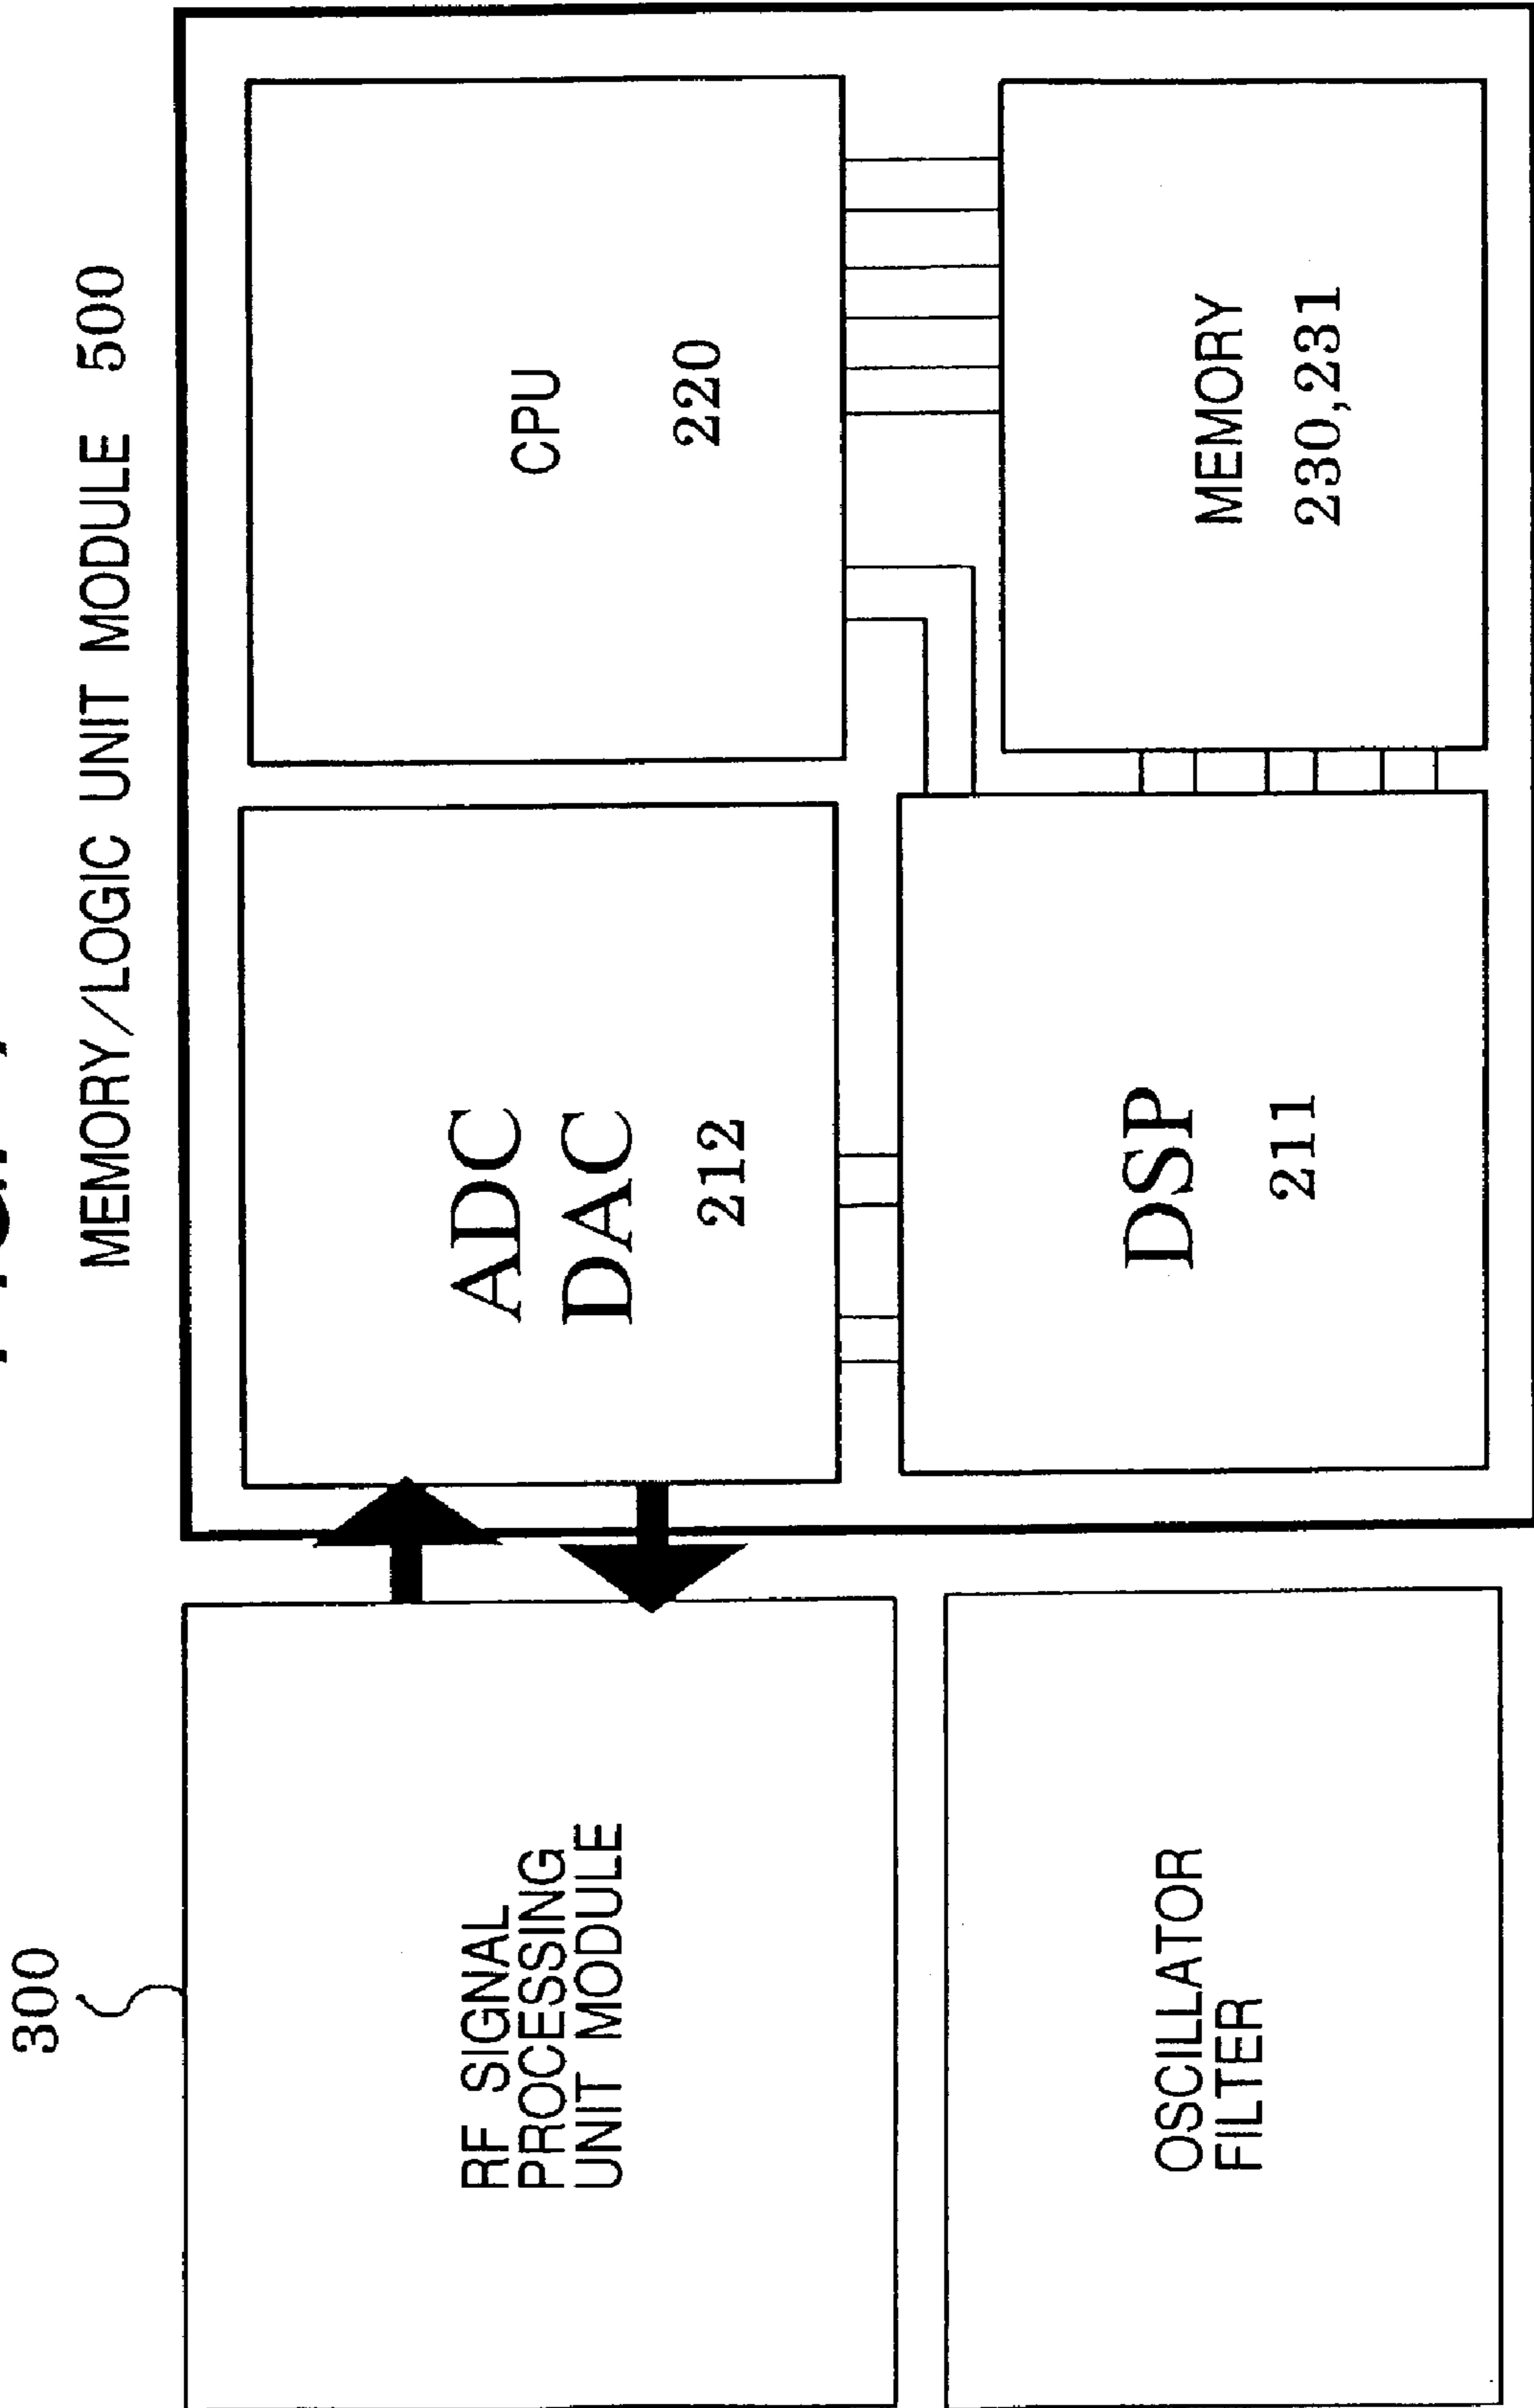 MEMORY/LOGIC UNIT MODULE 500
300
RF SIGNAL
PROCESSING
UNIT MODULE
ADC
DAC
212
CPU
220
OSCILLATOR
FILTER
DSP
211
MEMORY
230,231